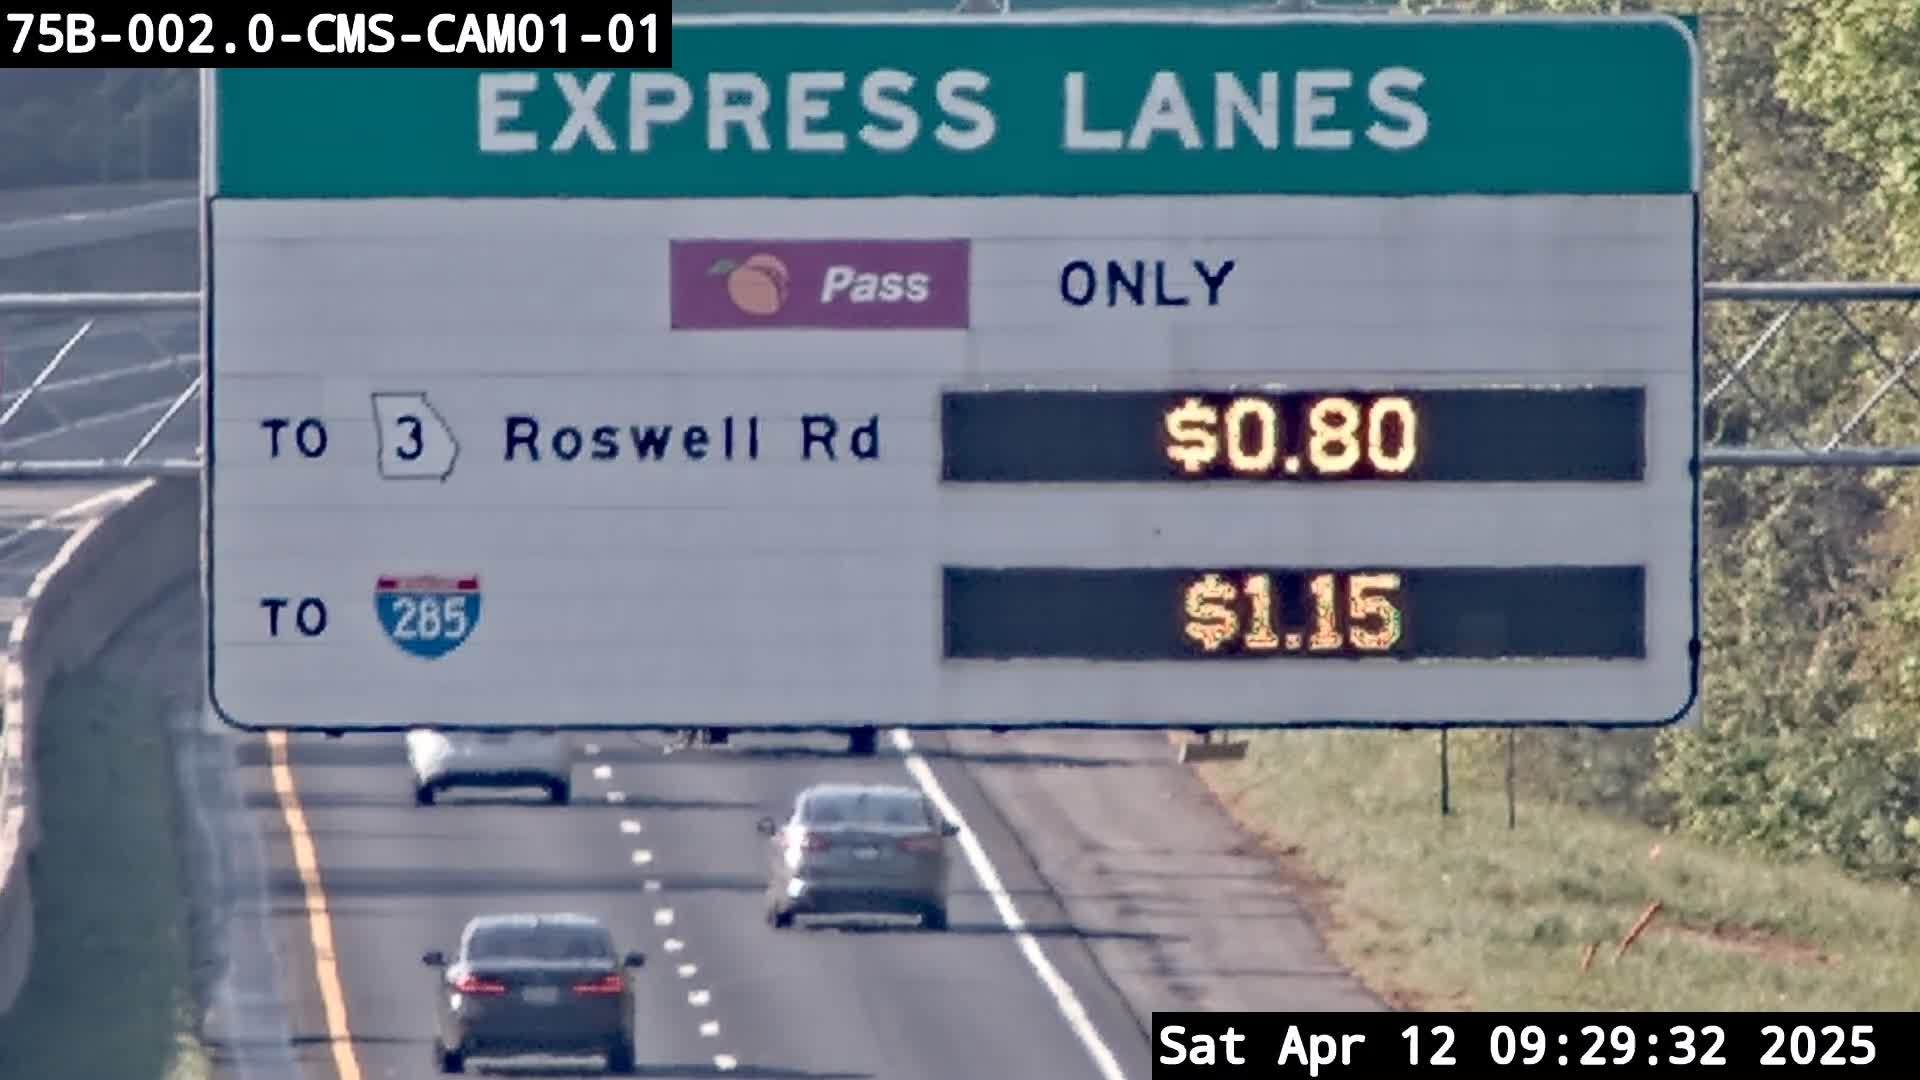 75B-002.0-CMS-CAM01-01
EXPRESS LANES
Pass ONLY
TO 3 Roswell Rd $0.80
TO 285 $1.15
Sat Apr 12 09:29:32 2025